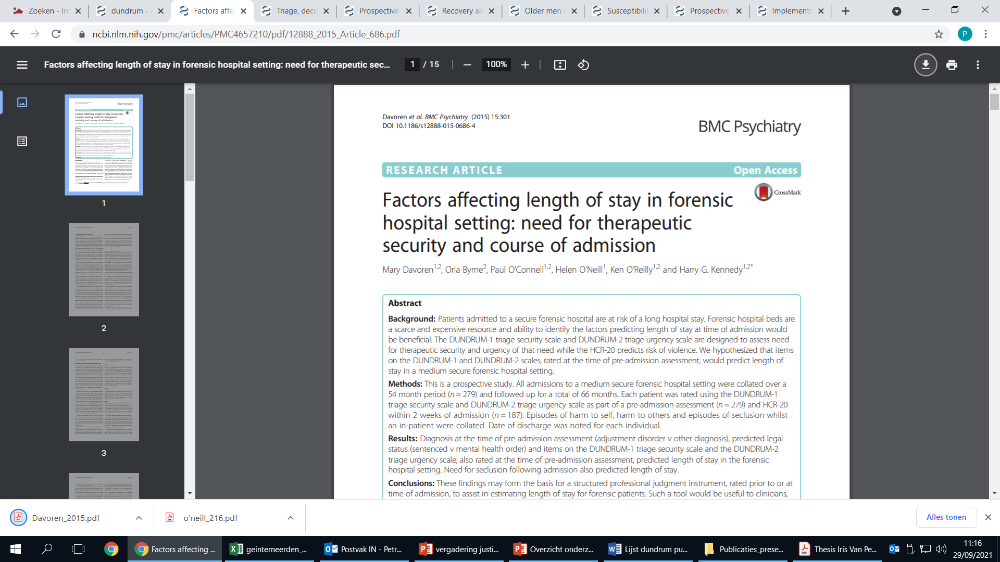 Zoeken - Int
dundrum - P
Factors affe
Triage, deci
Prospective
Recovery an
Older men a
Susceptibilit
Prospective
Implementi
ncbi.nlm.nih.gov/pmc/articles/PMC4657210/pdf/12888_2015_Article_686.pdf
P
Factors affecting length of stay in forensic hospital setting: need for therapeutic sec...
1 / 15
100%
1
2
3
Davoren et al. BMC Psychiatry (2015) 15:301
DOI 10.1186/s12888-015-0686-4
BMC Psychiatry
RESEARCH ARTICLE
Open Access
CrossMark
Factors affecting length of stay in forensic
hospital setting: need for therapeutic
security and course of admission
Mary Davoren1,2, Orla Byrne2, Paul O'Connell1,2, Helen O'Neill1, Ken O'Reilly1,2 and Harry G. Kennedy1,2*
Abstract
Background: Patients admitted to a secure forensic hospital are at risk of a long hospital stay. Forensic hospital beds are
a scarce and expensive resource and ability to identify the factors predicting length of stay at time of admission would
be beneficial. The DUNDRUM-1 triage security scale and DUNDRUM-2 triage urgency scale are designed to assess need
for therapeutic security and urgency of that need while the HCR-20 predicts risk of violence. We hypothesized that items
on the DUNDRUM-1 and DUNDRUM-2 scales, rated at the time of pre-admission assessment, would predict length of
stay in a medium secure forensic hospital setting.
Methods: This is a prospective study. All admissions to a medium secure forensic hospital setting were collated over a
54 month period (n = 279) and followed up for a total of 66 months. Each patient was rated using the DUNDRUM-1
triage security scale and DUNDRUM-2 triage urgency scale as part of a pre-admission assessment (n = 279) and HCR-20
within 2 weeks of admission (n = 187). Episodes of harm to self, harm to others and episodes of seclusion whilst
an in-patient were collated. Date of discharge was noted for each individual.
Results: Diagnosis at the time of pre-admission assessment (adjustment disorder v other diagnosis), predicted legal
status (sentenced v mental health order) and items on the DUNDRUM-1 triage security scale and the DUNDRUM-2
triage urgency scale, also rated at the time of pre-admission assessment, predicted length of stay in the forensic
hospital setting. Need for seclusion following admission also predicted length of stay.
Conclusions: These findings may form the basis for a structured professional judgment instrument, rated prior to or at
time of admission, to assist in estimating length of stay for forensic patients. Such a tool would be useful to clinicians,
Davoren_2015.pdf
o'neill_216.pdf
Alles tonen
Factors affecting ...
geinterneerden_...
Postvak IN - Petr...
vergadering justi...
Overzicht onderz...
Lijst dundrum pu...
Publicaties_prese...
Thesis Iris Van Pe...
11:16
29/09/2021